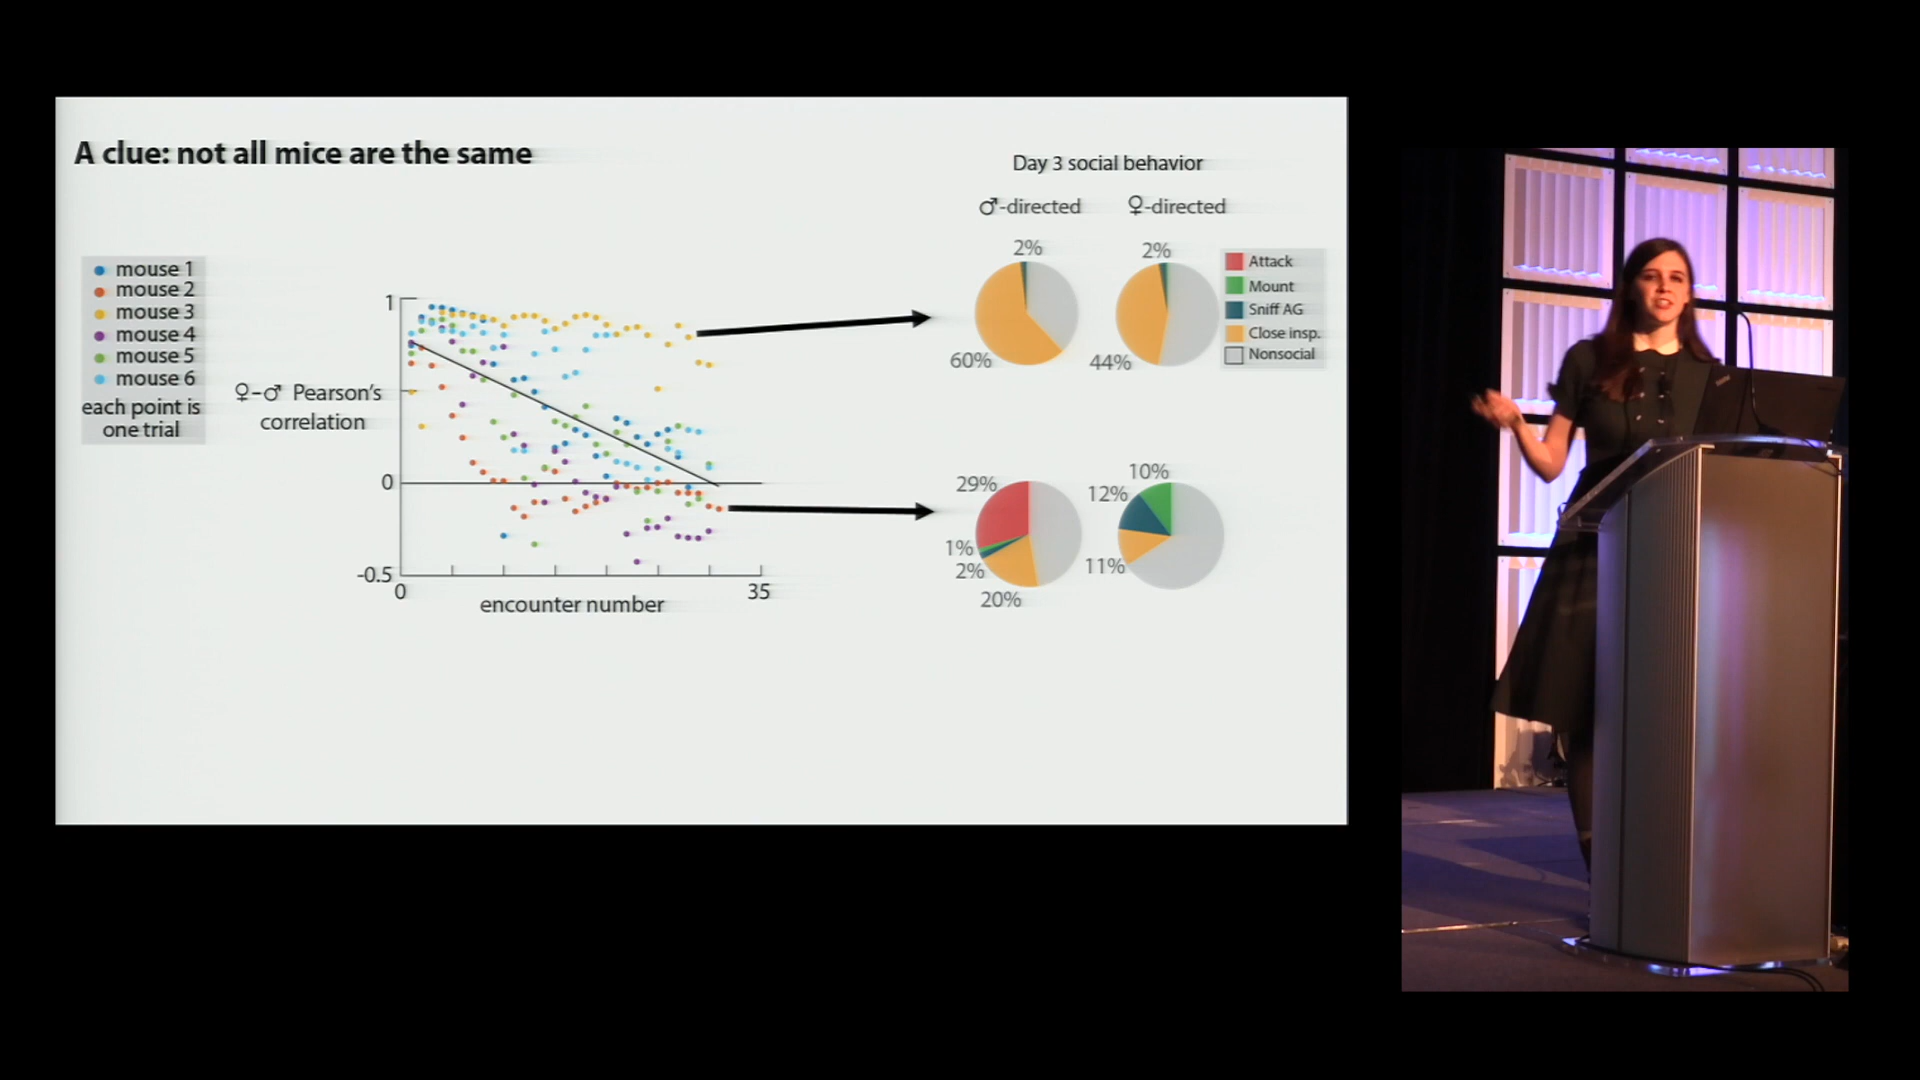 A clue: not all mice are the same
Day 3 social behavior
♂-directed
♀-directed
mouse 1
mouse 2
mouse 3
mouse 4
mouse 5
mouse 6
each point is
one trial
♀–♂ Pearson's
correlation
1
0
-0.5
0
35
encounter number
2%
60%
2%
44%
Attack
Mount
Sniff AG
Close insp.
Nonsocial
29%
1%
2%
20%
10%
12%
11%